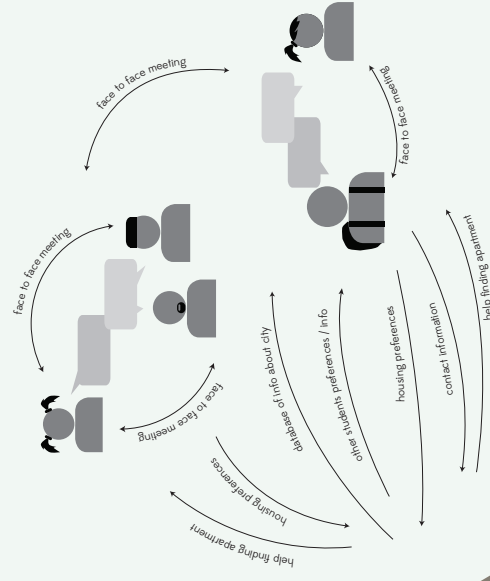 face to face meeting
face to face meeting
face to face meeting
face to face meeting
help finding apartment
contact information
housing preferences
other students preferences / Info
database of info about city
housing preferences
help finding apartment